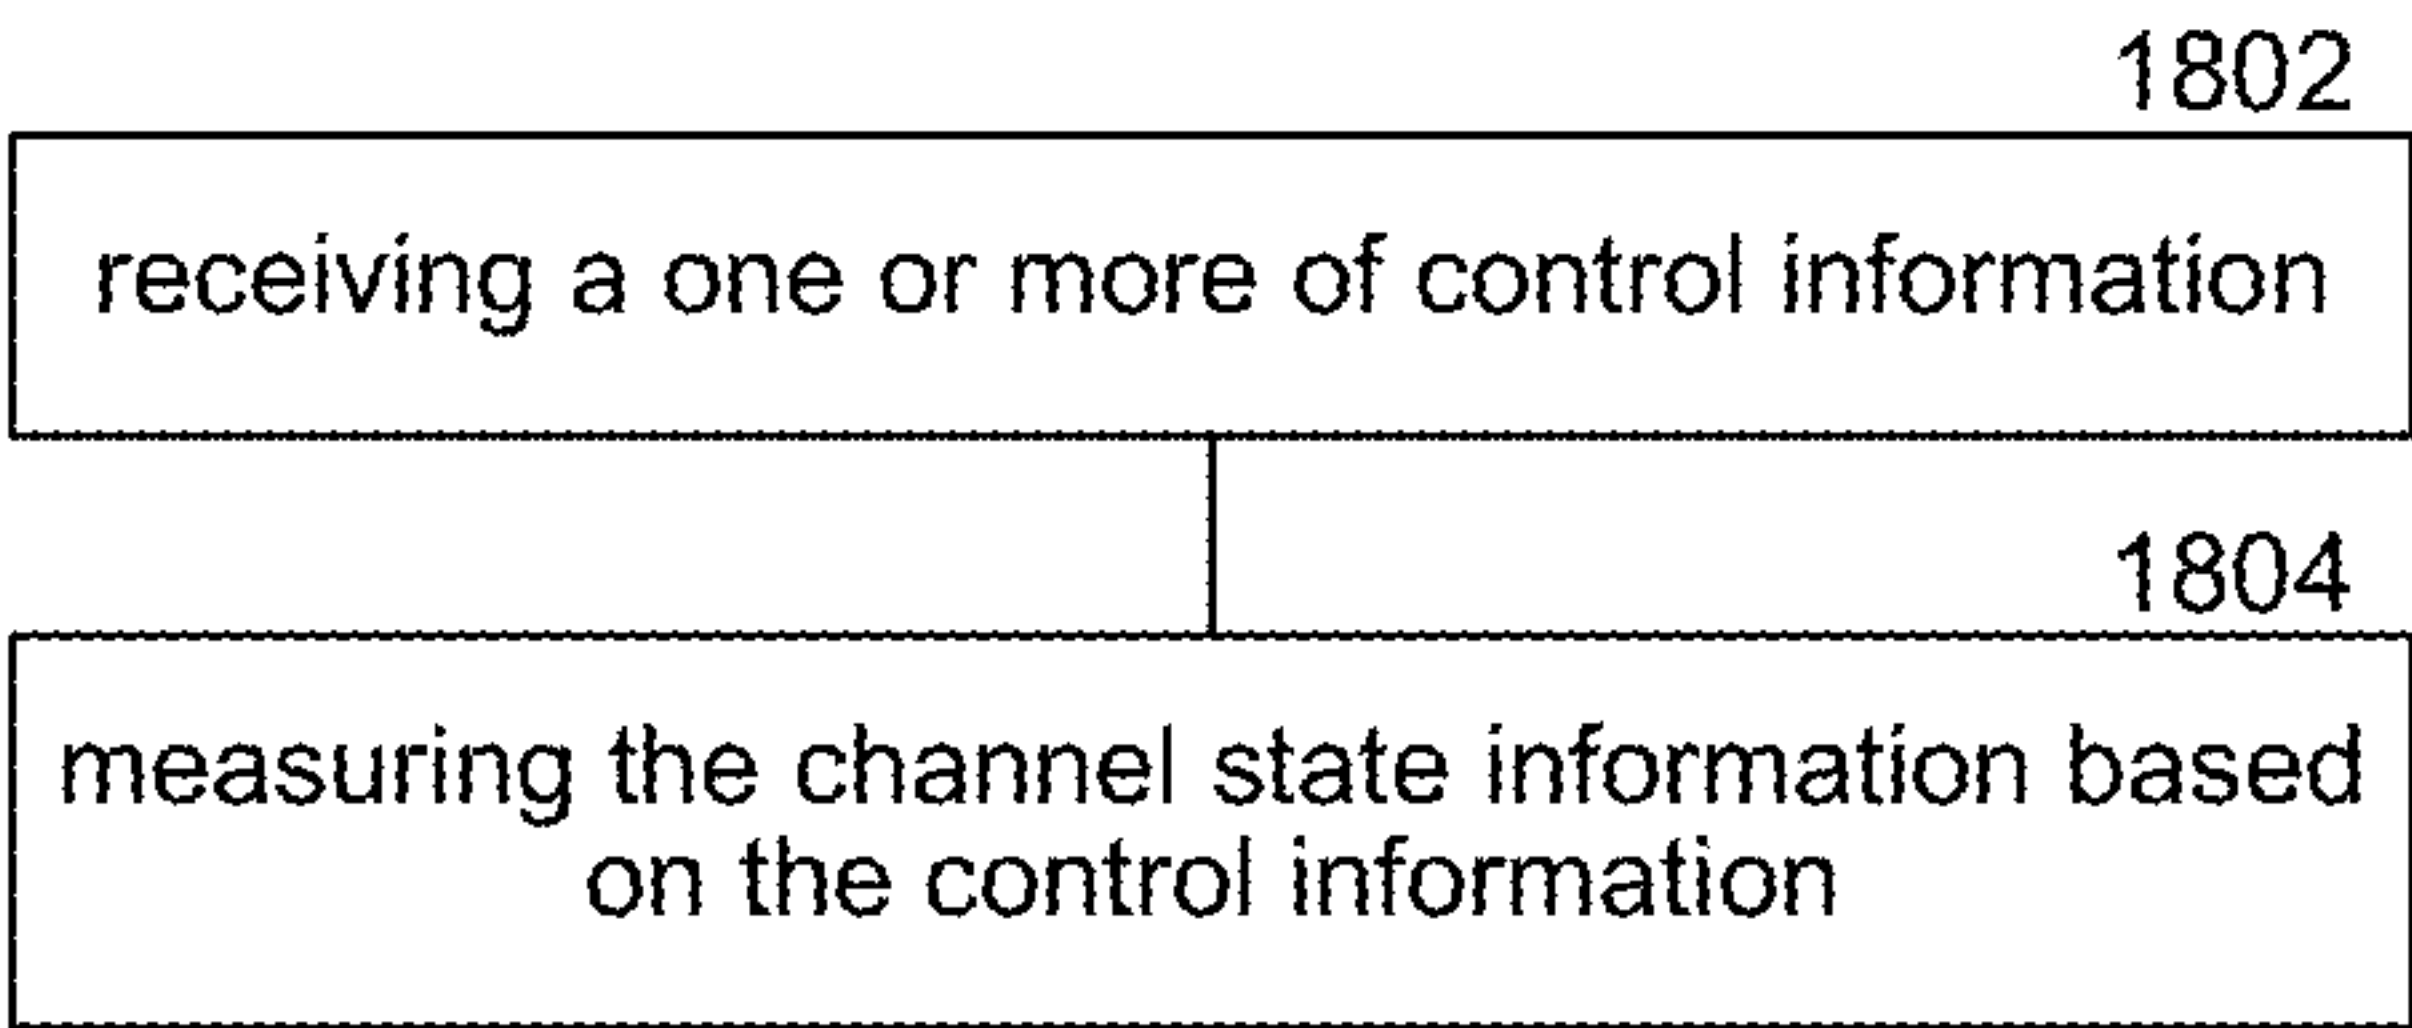 1802
receiving a one or more of control information
1804
measuring the channel state information based
on the control information